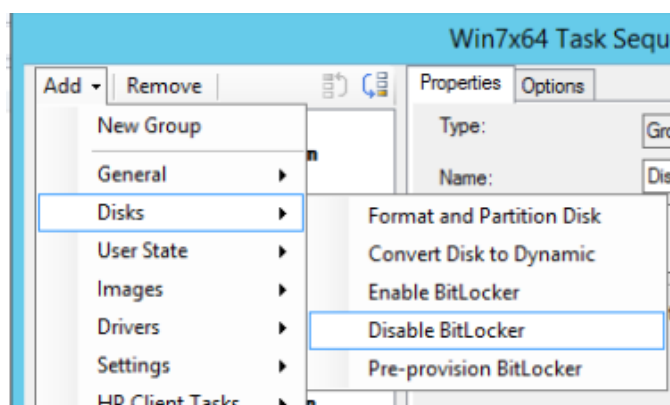 Win7x64 Task Sequ
Add Remove
Properties Options
New Group
Type:
General
Name:
Disks
Format and Partition Disk
User State
Convert Disk to Dynamic
Images
Enable BitLocker
Drivers
Disable BitLocker
Settings
Pre-provision BitLocker
HP Client Tasks